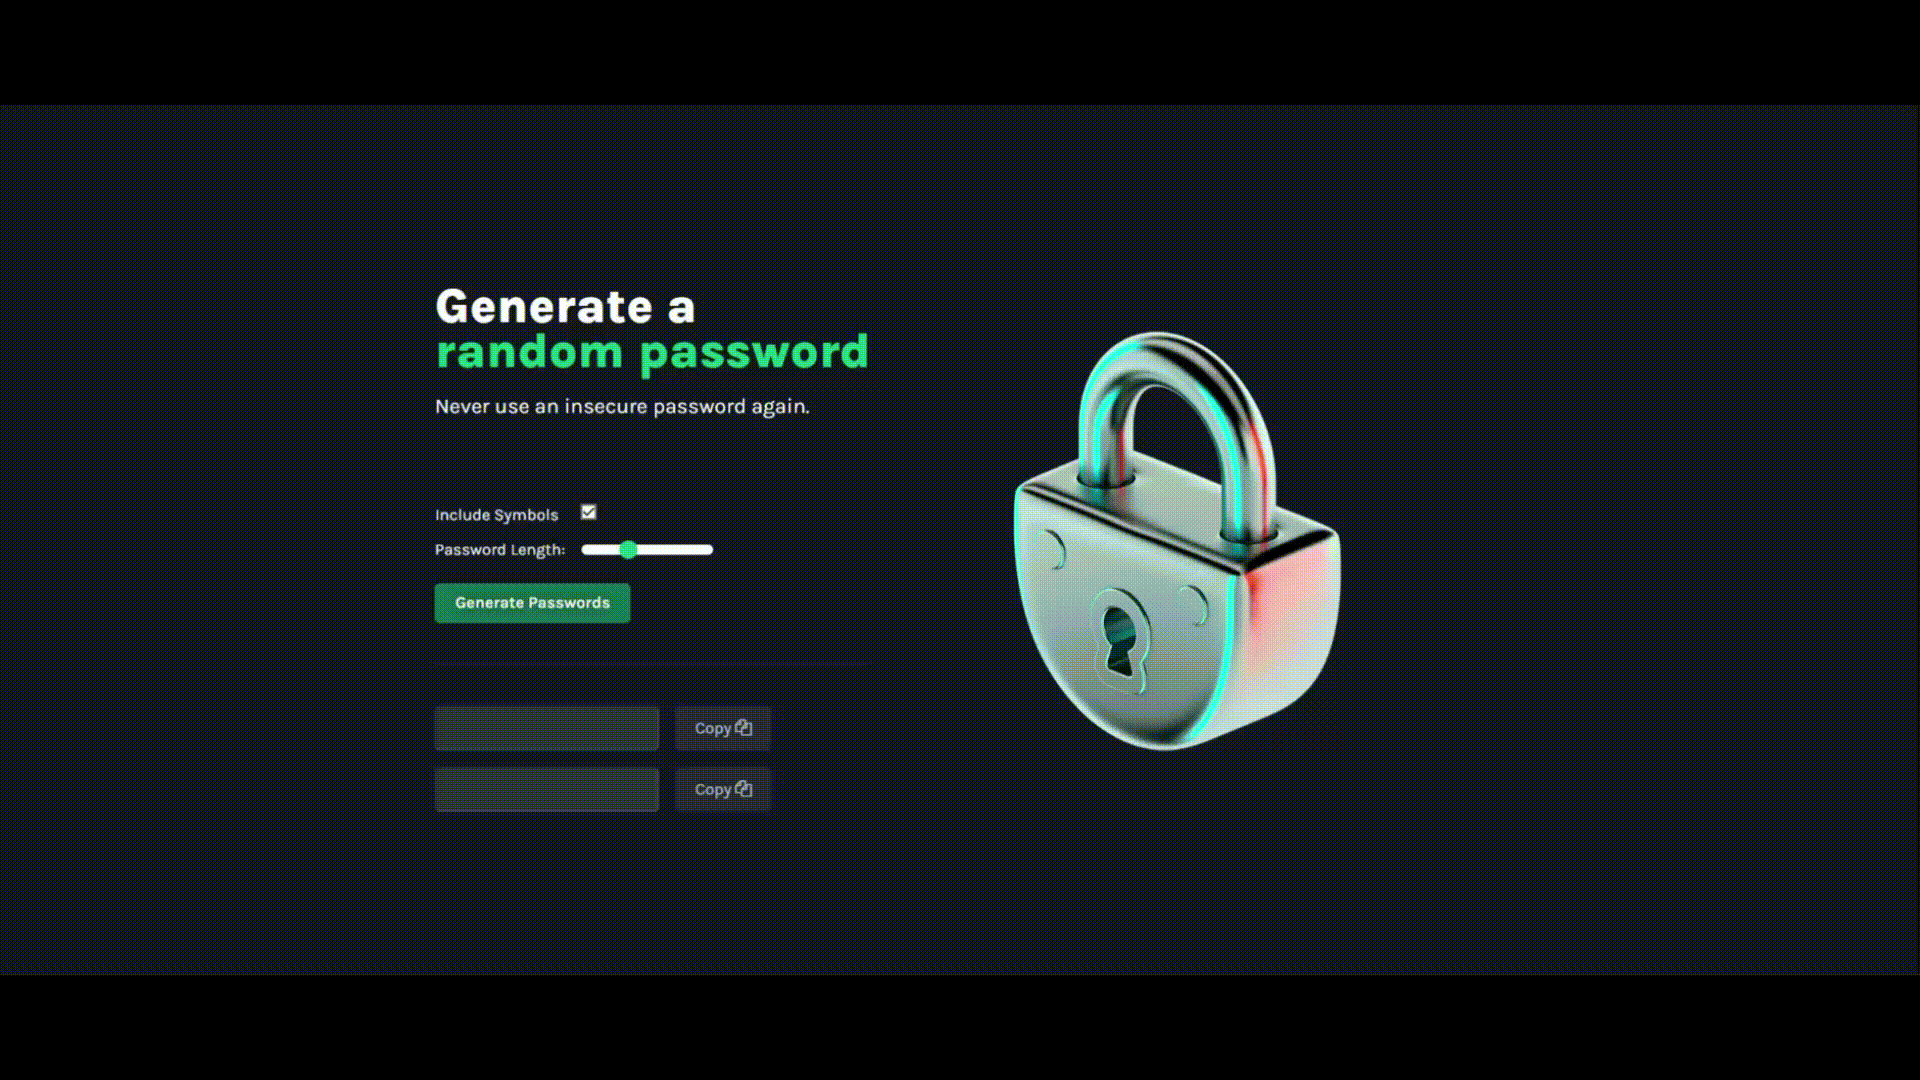 Generate a
random password
Never use an insecure password again.
Include Symbols
Password Length:
Generate Passwords
Copy
Copy